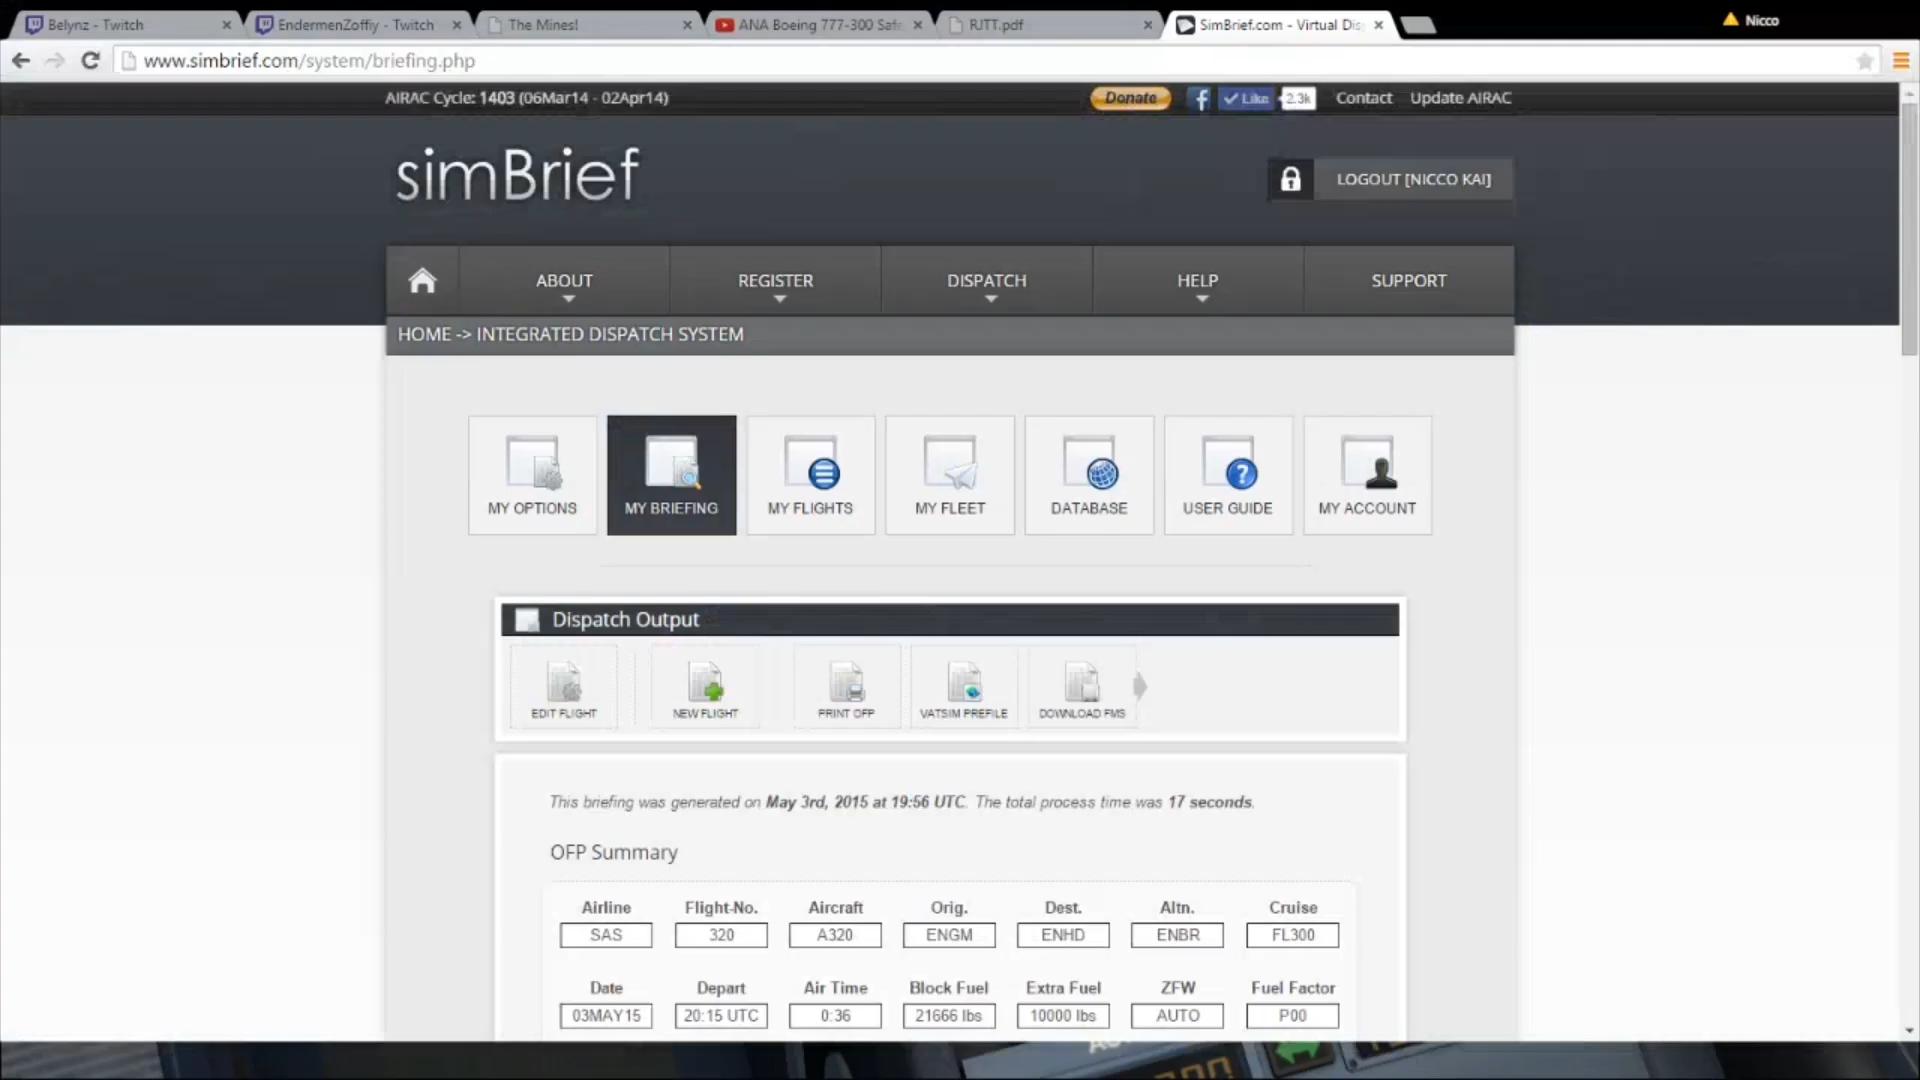 Belynz - Twitch
EndermenZoffiy - Twitch
The Mines!
ANA Boeing 777-300 Safe
RJTT.pdf
SimBrief.com - Virtual Dis
Nicco
www.simbrief.com/system/briefing.php
AIRAC Cycle: 1403 (06Mar14 - 02Apr14)
Donate
Like
2.3k
Contact
Update AIRAC
simBrief
LOGOUT [NICCO KAI]
ABOUT
REGISTER
DISPATCH
HELP
SUPPORT
HOME -> INTEGRATED DISPATCH SYSTEM
MY OPTIONS
MY BRIEFING
MY FLIGHTS
MY FLEET
DATABASE
USER GUIDE
MY ACCOUNT
Dispatch Output
EDIT FLIGHT
NEW FLIGHT
PRINT OFP
VATSIM PREFILE
DOWNLOAD FMS
This briefing was generated on May 3rd, 2015 at 19:56 UTC. The total process time was 17 seconds.
OFP Summary
Airline Flight-No. Aircraft Orig. Dest. Altn. Cruise
SAS 320 A320 ENGM ENHD ENBR FL300
Date Depart Air Time Block Fuel Extra Fuel ZFW Fuel Factor
03MAY15 20:15 UTC 0:36 21666 lbs 10000 lbs AUTO P00